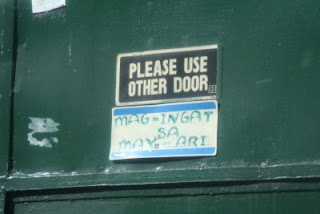 PLEASE USE
OTHER DOOR
MAG-INGAT
SA
MAY-ARI